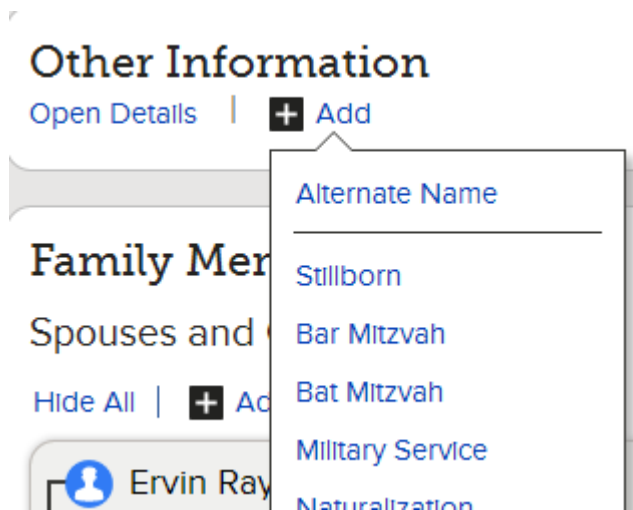 Other Information
Open Details | + Add
Alternate Name
Family Mer
Stillborn
Spouses and
Bar Mitzvah
Hide All | + Ad
Bat Mitzvah
Military Service
Ervin Ray
Naturalization